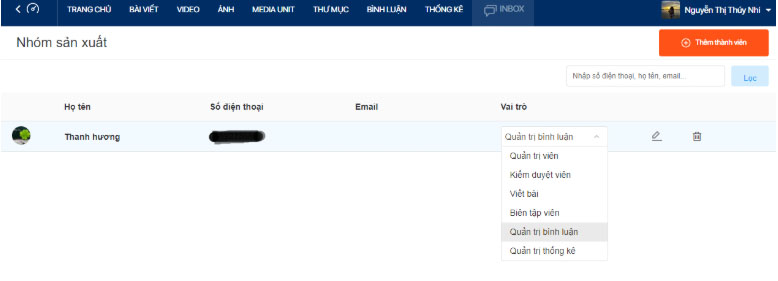 TRANG CHỦ BÀI VIẾT VIDEO ẢNH MEDIA UNIT THƯ MỤC BÌNH LUẬN THỐNG KÊ INBOX Nguyễn Thị Thúy Nhi
Nhóm sản xuất
Thêm thành viên
Nhập số điện thoại, họ tên, email... Lọc
Họ tên Số điện thoại Email Vai trò
Thanh hương Quản trị bình luận
Quản trị viên
Kiểm duyệt viên
Viết bài
Biên tập viên
Quản trị bình luận
Quản trị thống kê